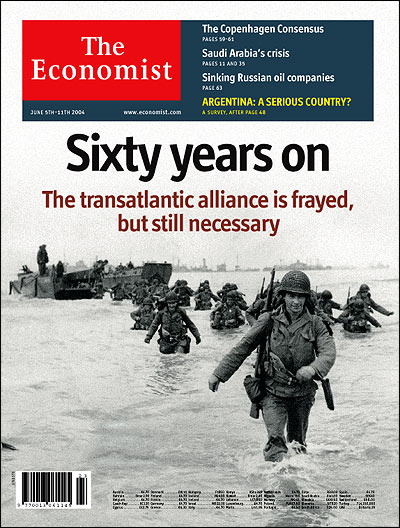 The
Economist
JUNE 5TH-11TH 2004
www.economist.com
The Copenhagen Consensus
PAGES 59-61
Saudi Arabia's crisis
PAGES 11 AND 35
Sinking Russian oil companies
PAGE 63
ARGENTINA: A SERIOUS COUNTRY?
A SURVEY, AFTER PAGE 48
Sixty years on
The transatlantic alliance is frayed,
but still necessary